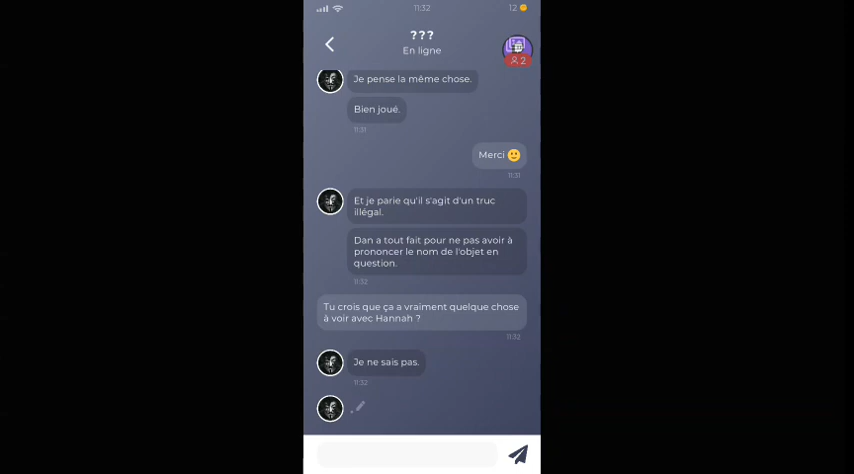 11:32
12
???
En ligne
2
Je pense la même chose.
Bien joué.
11:31
Merci 🙂
11:31
Et je parie qu'il s'agit d'un truc
illégal.
Dan a tout fait pour ne pas avoir à
prononcer le nom de l'objet en
question.
11:32
Tu crois que ça a vraiment quelque chose
à voir avec Hannah ?
11:32
Je ne sais pas.
11:32